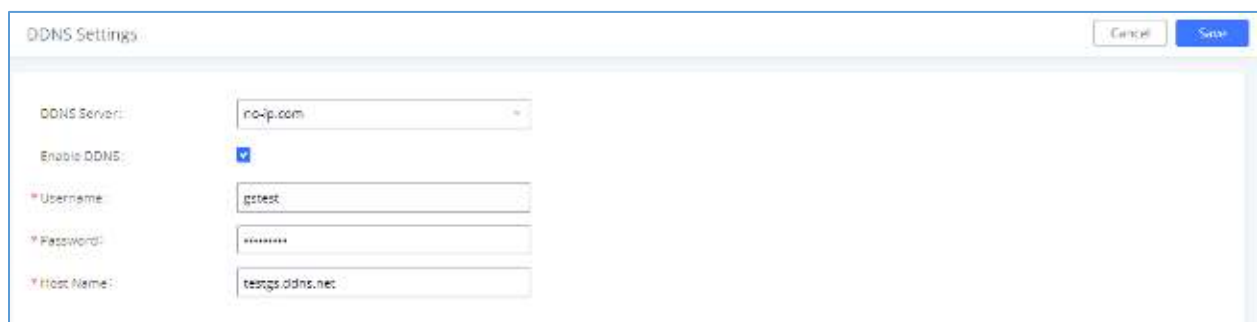 DDNS Settings
Cancel
Save
DDNS Server:
no-ip.com
Enable DDNS:
* Username:
gstest
* Password:
•••••••••
* Host Name:
testgs.ddns.net